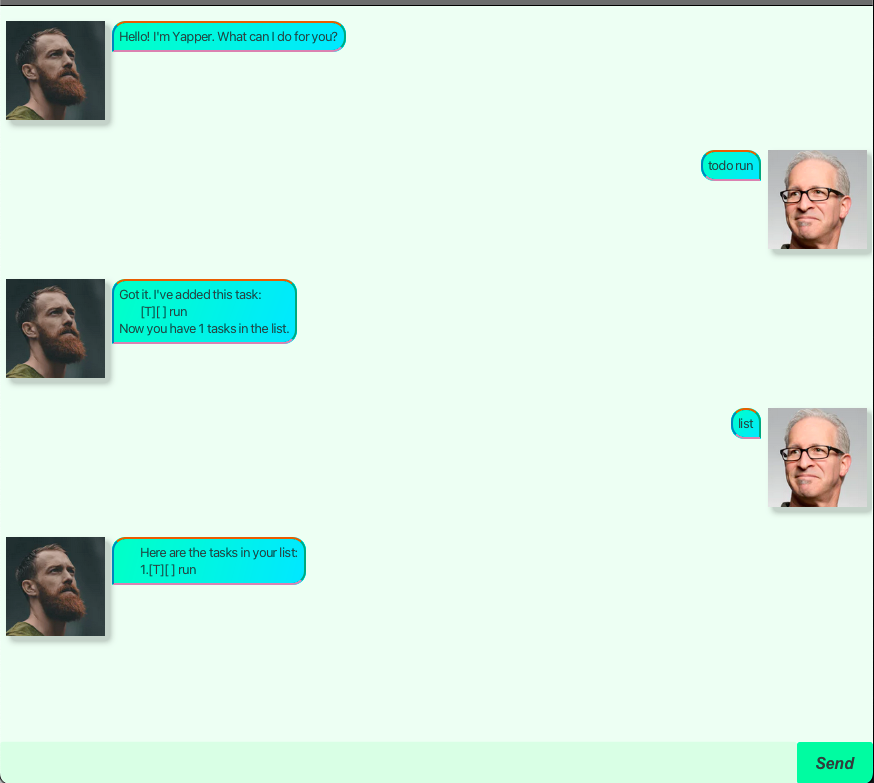 Hello! I'm Yapper. What can I do for you?
todo run
Got it. I've added this task:
[T][ ] run
Now you have 1 tasks in the list.
list
Here are the tasks in your list:
1.[T][ ] run
Send